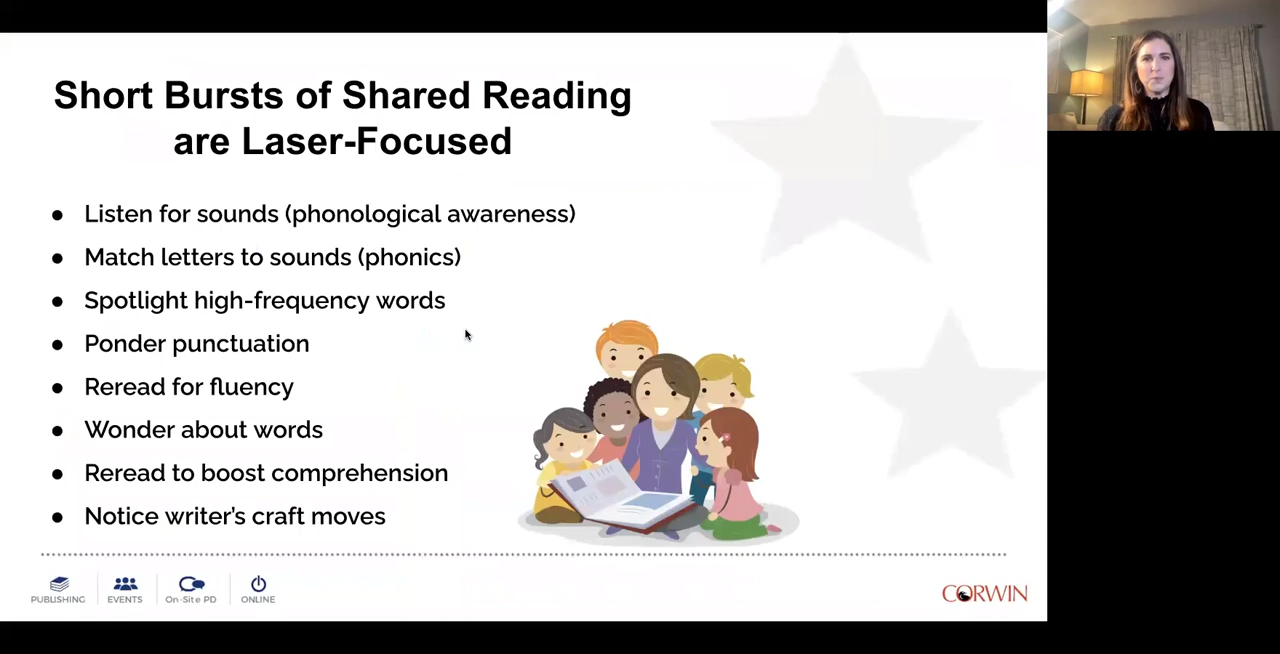 Short Bursts of Shared Reading
are Laser-Focused
● Listen for sounds (phonological awareness)
● Match letters to sounds (phonics)
● Spotlight high-frequency words
● Ponder punctuation
● Reread for fluency
● Wonder about words
● Reread to boost comprehension
● Notice writer's craft moves
PUBLISHING EVENTS On-Site PD ONLINE
CORWIN